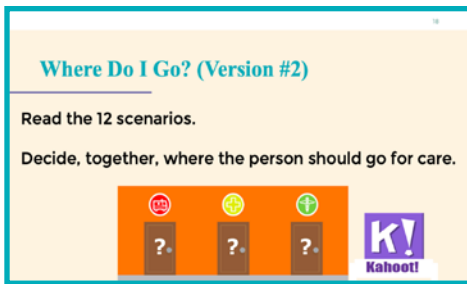 18
Where Do I Go? (Version #2)
Read the 12 scenarios.
Decide, together, where the person should go for care.
? ? ?
K!
Kahoot!